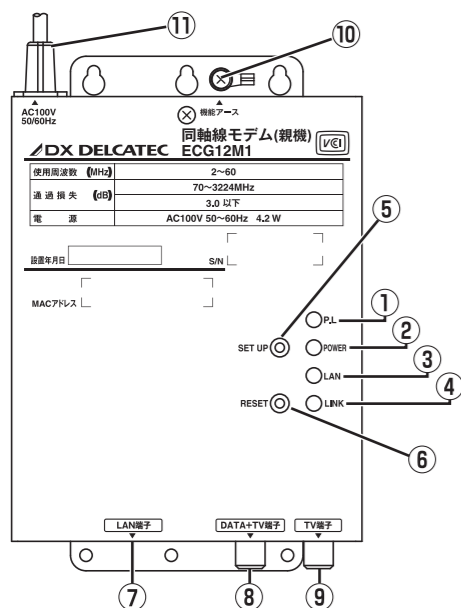 ⑪
⑩
AC100V
50/60Hz
機能アース
DX DELCATEC
同軸線モデム(親機)
ECG12M1
VCI
使用周波数 (MHz) 2~60
通過損失 (dB) 70~3224MHz
3.0 以下
電源 AC100V 50~60Hz 4.2 W
設置年月日
S/N
MACアドレス
⑤
①
P.L
②
SET UP
POWER
③
LAN
④
RESET
LINK
⑥
LAN端子
DATA+TV端子
TV端子
⑦
⑧
⑨